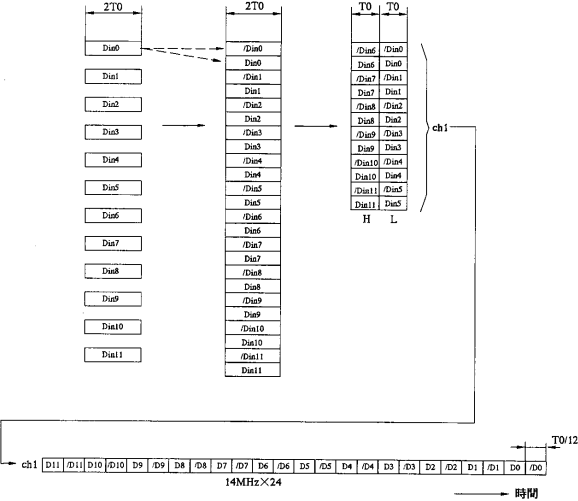 2T0
2T0
T0 T0
Din0
Din1
Din2
Din3
Din4
Din5
Din6
Din7
Din8
Din9
Din10
Din11
/Din0
Din0
/Din1
Din1
/Din2
Din2
/Din3
Din3
/Din4
Din4
/Din5
Din5
/Din6
Din6
/Din7
Din7
/Din8
Din8
/Din9
Din9
/Din10
Din10
/Din11
Din11
/Din6 /Din0
Din6 Din0
/Din7 /Din1
Din7 Din1
/Din8 /Din2
Din8 Din2
/Din9 /Din3
Din9 Din3
/Din10 /Din4
Din10 Din4
/Din11 /Din5
Din11 Din5
H L
ch1
T0/12
ch1 D11 /D11 D10 /D10 D9 /D9 D8 /D8 D7 /D7 D6 /D6 D5 /D5 D4 /D4 D3 /D3 D2 /D2 D1 /D1 D0 /D0
14MHz×24
時間